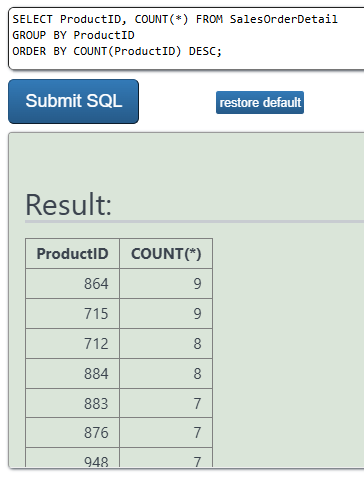 SELECT ProductID, COUNT(*) FROM SalesOrderDetail
GROUP BY ProductID
ORDER BY COUNT(ProductID) DESC;
Submit SQL restore default
Result:
ProductID COUNT(*)
864 9
715 9
712 8
884 8
883 7
876 7
948 7